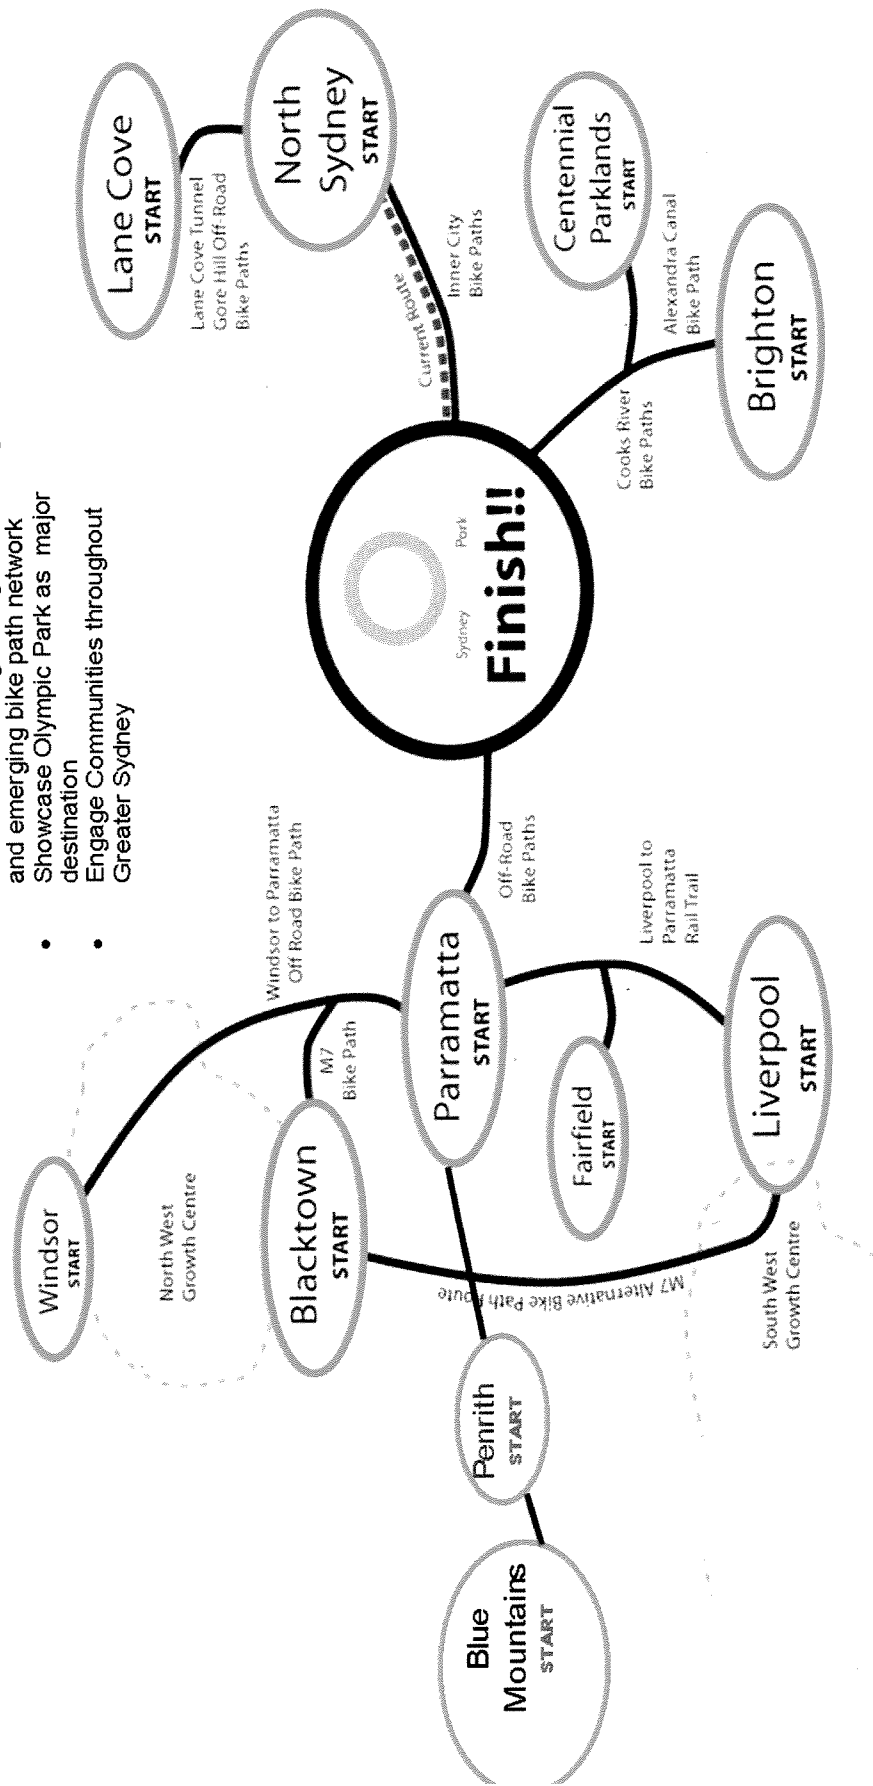 and emerging bike path network
• Showcase Olympic Park as major
destination
• Engage Communities throughout
Greater Sydney
Windsor
START
North West
Growth Centre
Windsor to Parramatta
Off Road Bike Path
Blacktown
START
M7
Bike Path
Blue
Mountains
START
Penrith
START
Parramatta
START
Off-Road
Bike Paths
M7 Alternative Bike Path Route
Fairfield
START
Liverpool to
Parramatta
Rail Trail
Liverpool
START
South West
Growth Centre
Sydney Park
Finish!!
Lane Cove
START
Lane Cove Tunnel
Gore Hill Off-Road
Bike Paths
North
Sydney
START
Current Route
Inner City
Bike Paths
Centennial
Parklands
START
Cooks River
Bike Paths
Alexandra Canal
Bike Path
Brighton
START